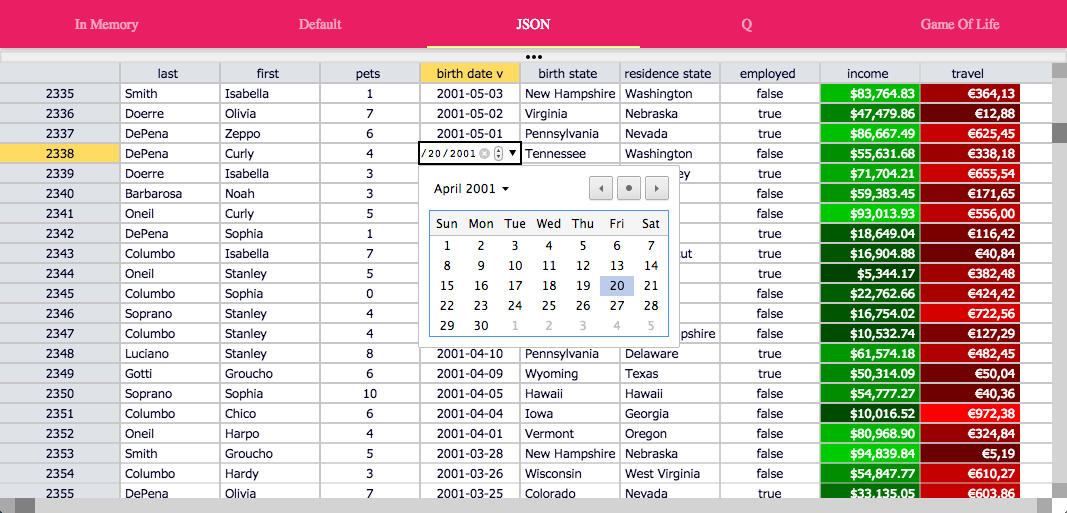 In Memory Default JSON Q Game Of Life
•••
last first pets birth date v birth state residence state employed income travel
2335 Smith Isabella 1 2001-05-03 New Hampshire Washington false $83,764.83 €364,13
2336 Doerre Olivia 7 2001-05-02 Virginia Nebraska true $47,479.86 €12,88
2337 DePena Zeppo 6 2001-05-01 Pennsylvania Nevada true $86,667.49 €625,45
2338 DePena Curly 4 /20/2001 Tennessee Washington false $55,631.68 €338,18
2339 Doerre Isabella 3 ey true $71,704.21 €655,54
2340 Barbarosa Noah 3 false $59,383.45 €171,65
2341 Oneil Curly 5 false $93,013.93 €556,00
2342 DePena Sophia 1 true $18,649.04 €116,42
2343 Columbo Isabella 7 ut true $16,904.88 €40,84
2344 Oneil Stanley 5 true $5,344.17 €382,48
2345 Columbo Sophia 0 false $22,762.66 €424,42
2346 Soprano Stanley 4 true $16,754.02 €722,56
2347 Columbo Stanley 4 pshire false $10,532.74 €127,29
April 2001
Sun Mon Tue Wed Thu Fri Sat
1 2 3 4 5 6 7
8 9 10 11 12 13 14
15 16 17 18 19 20 21
22 23 24 25 26 27 28
29 30 1 2 3 4 5
2348 Luciano Stanley 8 2001-04-10 Pennsylvania Delaware true $61,574.18 €482,45
2349 Gotti Groucho 6 2001-04-09 Wyoming Texas true $50,314.09 €50,04
2350 Soprano Sophia 10 2001-04-05 Hawaii Hawaii false $54,777.27 €40,36
2351 Columbo Chico 6 2001-04-04 Iowa Georgia false $10,016.52 €972,38
2352 Oneil Harpo 4 2001-04-01 Vermont Oregon false $80,968.90 €324,84
2353 Smith Groucho 5 2001-03-28 New Hampshire Nebraska false $94,839.84 €5,19
2354 Columbo Hardy 3 2001-03-26 Wisconsin West Virginia false $54,847.77 €610,27
2355 DePena Olivia 7 2001-03-25 Colorado Nevada true $33,135.05 €603,86